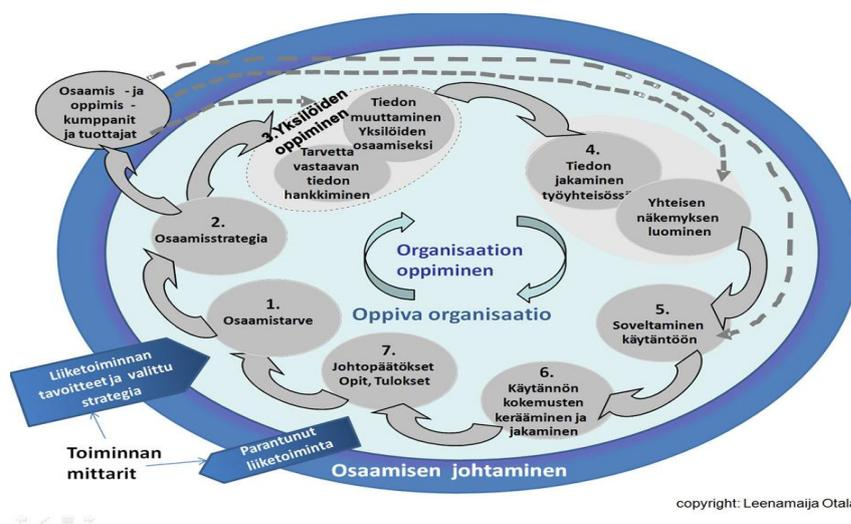 Osaamis - ja
oppimis -
kumppanit
ja tuottajat
3.Yksilöiden
oppiminen
Tiedon
muuttaminen
Yksilöiden
osaamiseksi
Tarvetta
vastaavan
tiedon
hankkiminen
4.
Tiedon
jakaminen
työyhteisöss
Yhteisen
näkemyksen
luominen
2.
Osaamisstrategia
Organisaation
oppiminen
1.
Osaamistarve
Oppiva organisaatio
5.
Soveltaminen
käytäntöön
7.
Johtopäätökset
Opit, Tulokset
6.
Käytännön
kokemusten
kerääminen ja
jakaminen
Liiketoiminnan
tavoitteet ja valittu
strategia
Toiminnan
mittarit
Parantunut
liiketoiminta
Osaamisen johtaminen
copyright: Leenamaija Otala